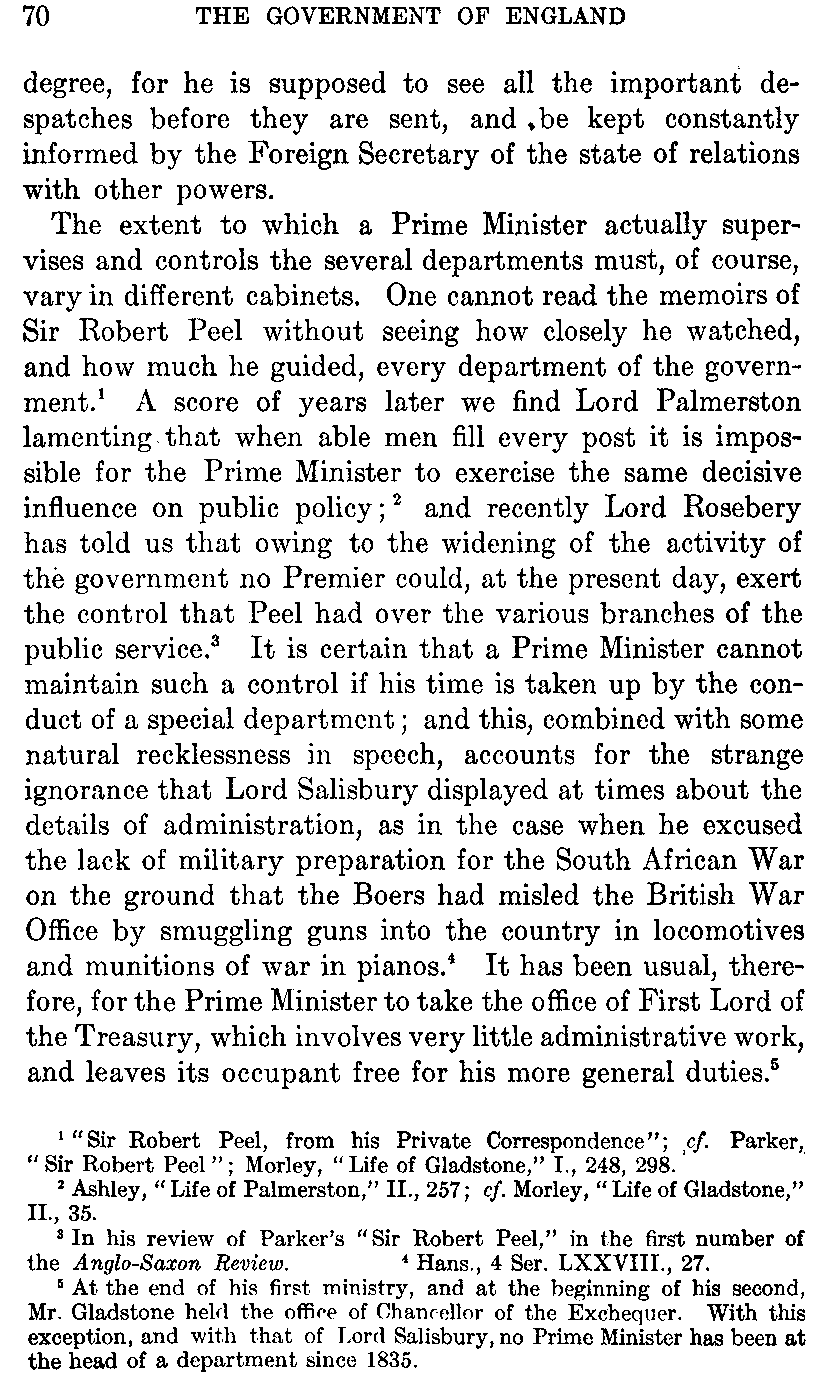 70 THE GOVERNMENT OF ENGLAND
degree, for he is supposed to see all the important de-
spatches before they are sent, and be kept constantly
informed by the Foreign Secretary of the state of relations
with other powers.
The extent to which a Prime Minister actually super-
vises and controls the several departments must, of course,
vary in different cabinets. One cannot read the memoirs of
Sir Robert Peel without seeing how closely he watched,
and how much he guided, every department of the govern-
ment.¹ A score of years later we find Lord Palmerston
lamenting that when able men fill every post it is impos-
sible for the Prime Minister to exercise the same decisive
influence on public policy;² and recently Lord Rosebery
has told us that owing to the widening of the activity of
the government no Premier could, at the present day, exert
the control that Peel had over the various branches of the
public service.³ It is certain that a Prime Minister cannot
maintain such a control if his time is taken up by the con-
duct of a special department; and this, combined with some
natural recklessness in speech, accounts for the strange
ignorance that Lord Salisbury displayed at times about the
details of administration, as in the case when he excused
the lack of military preparation for the South African War
on the ground that the Boers had misled the British War
Office by smuggling guns into the country in locomotives
and munitions of war in pianos.⁴ It has been usual, there-
fore, for the Prime Minister to take the office of First Lord of
the Treasury, which involves very little administrative work,
and leaves its occupant free for his more general duties.⁵
¹ "Sir Robert Peel, from his Private Correspondence"; cf. Parker,
"Sir Robert Peel"; Morley, "Life of Gladstone," I., 248, 298.
² Ashley, "Life of Palmerston," II., 257; cf. Morley, "Life of Gladstone,"
II., 35.
³ In his review of Parker's "Sir Robert Peel," in the first number of
the Anglo-Saxon Review. ⁴ Hans., 4 Ser. LXXVIII., 27.
⁵ At the end of his first ministry, and at the beginning of his second,
Mr. Gladstone held the office of Chancellor of the Exchequer. With this
exception, and with that of Lord Salisbury, no Prime Minister has been at
the head of a department since 1835.